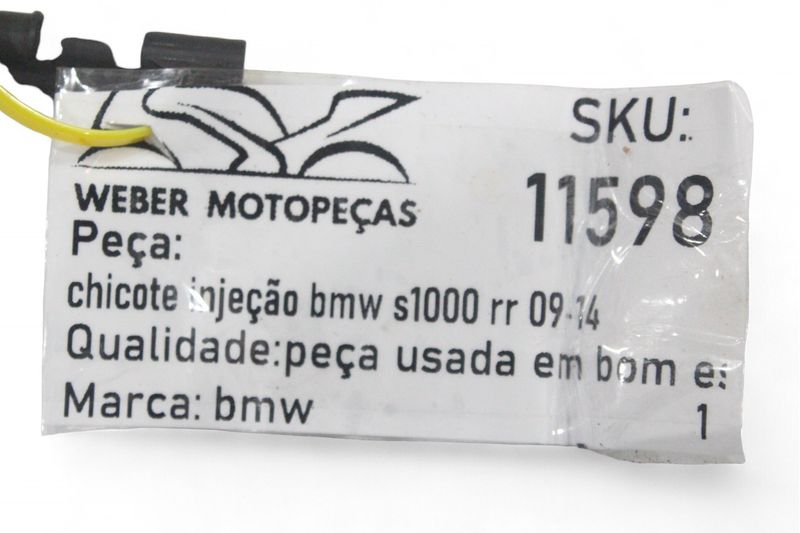 SKU:
11598
WEBER MOTOPEÇAS
Peça:
chicote injeção bmw s1000 rr 09-14
Qualidade:peça usada em bom es
Marca: bmw
1